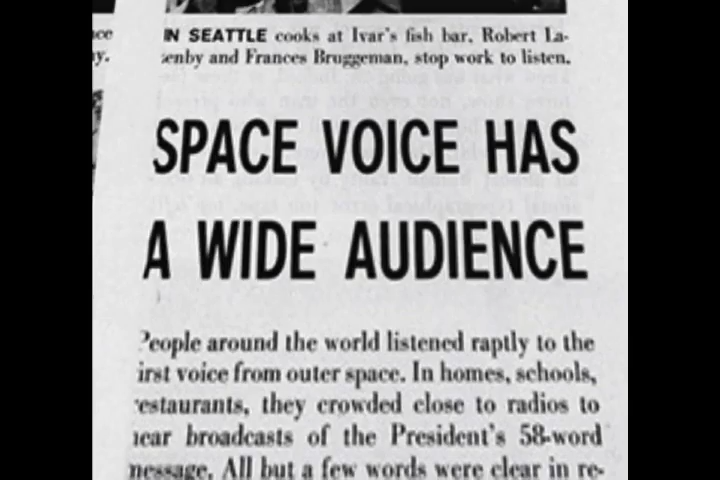 nce
y.
IN SEATTLE cooks at Ivar's fish bar, Robert La-
enby and Frances Bruggeman, stop work to listen.
SPACE VOICE HAS
A WIDE AUDIENCE
People around the world listened raptly to the
irst voice from outer space. In homes, schools,
estaurants, they crowded close to radios to
ear broadcasts of the President's 58-word
message. All but a few words were clear in re-